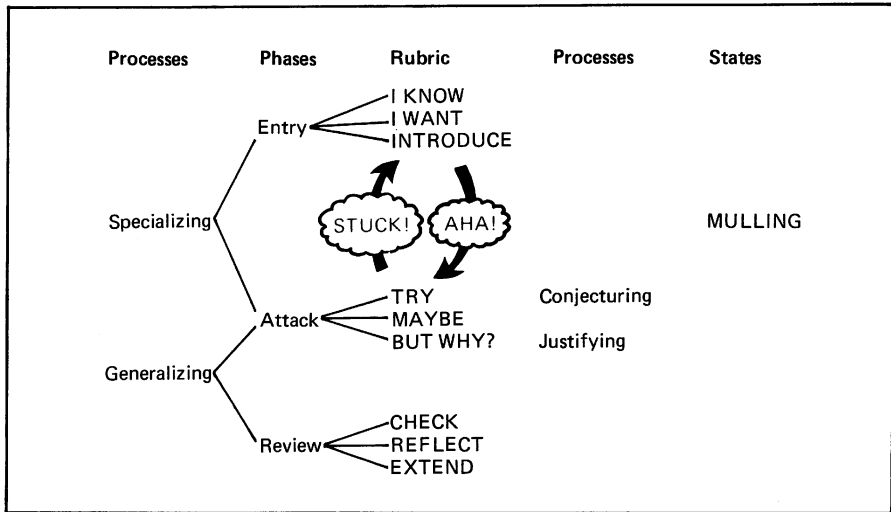 Processes Phases Rubric Processes States
I KNOW
I WANT
Entry
INTRODUCE
Specializing STUCK! AHA! MULLING
TRY Conjecturing
Attack MAYBE
BUT WHY? Justifying
Generalizing
CHECK
Review REFLECT
EXTEND